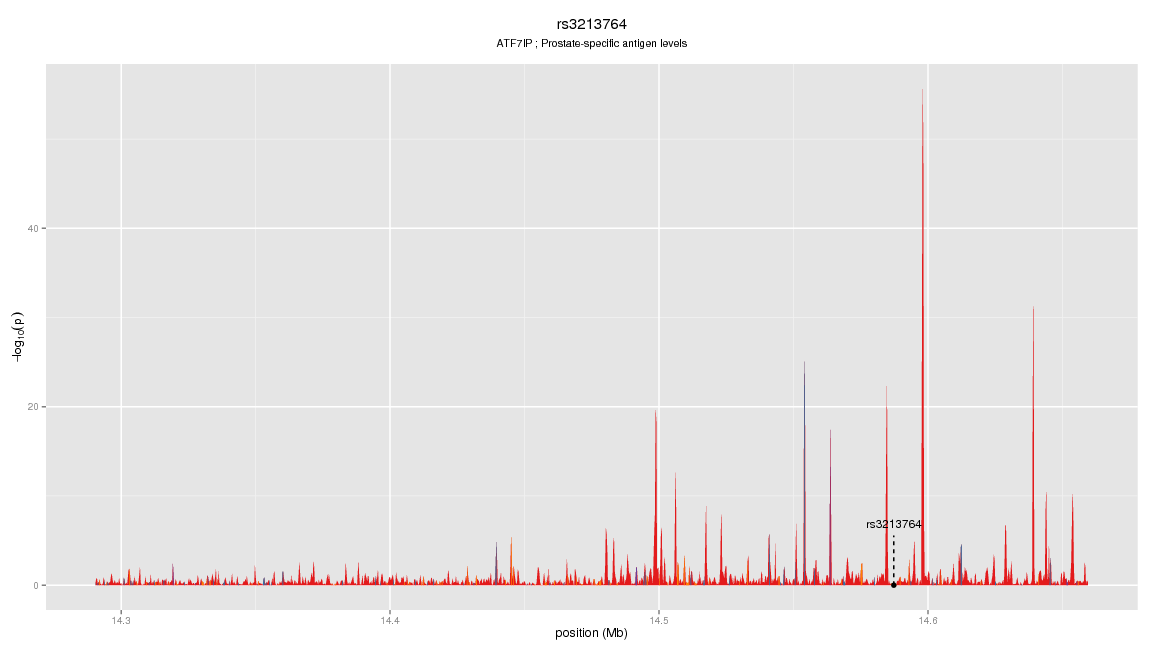 rs3213764
ATF7IP ; Prostate-specific antigen levels
−log10(p)
40
20
0
rs3213764
14.3
14.4
14.5
14.6
position (Mb)